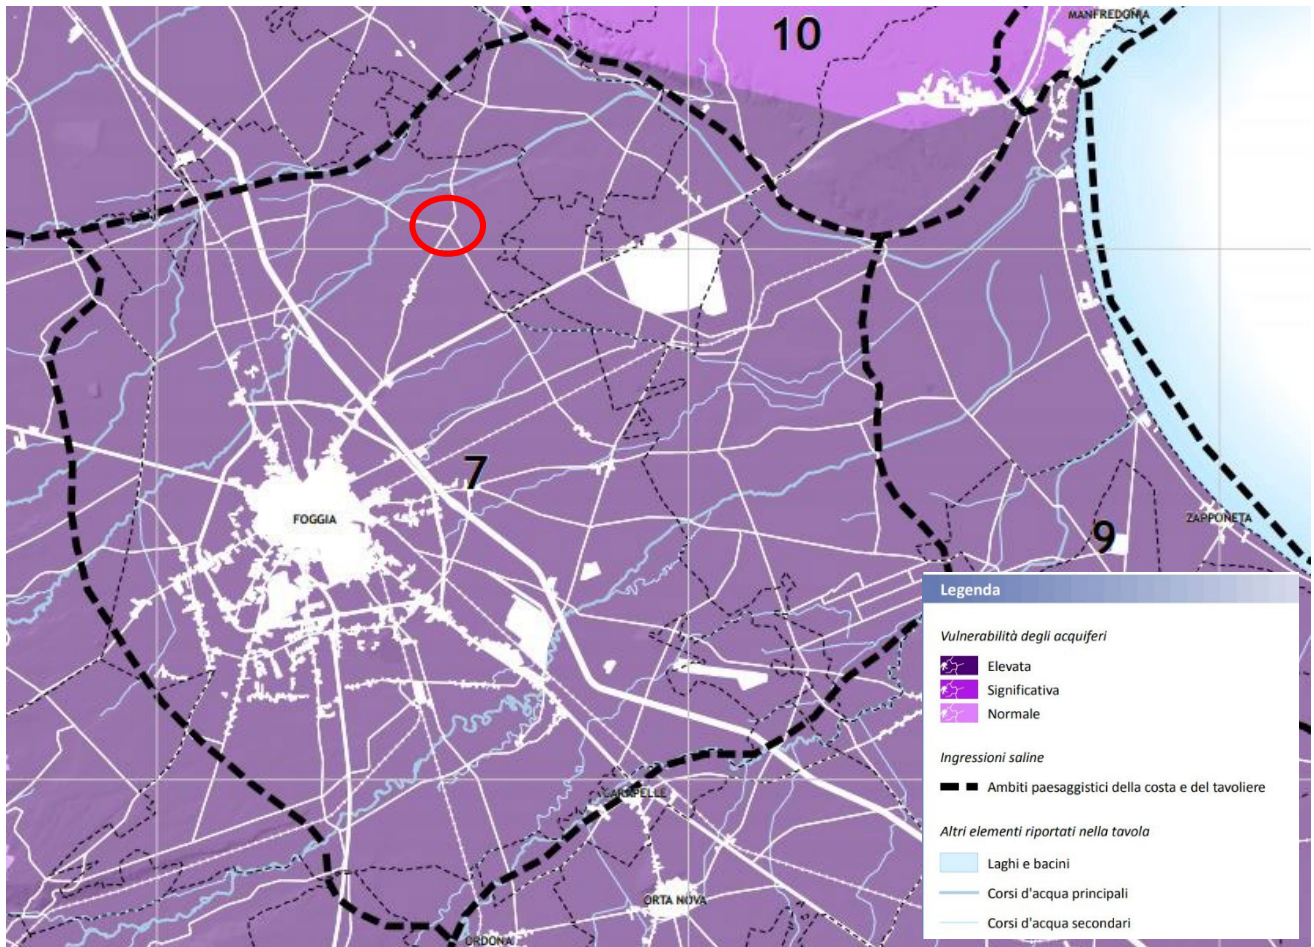 MANFREDONIA
10
7
FOGGIA
ZAPPONETA
9
CARAPELLE
ORTA NOVA
ORDONA
Legenda
Vulnerabilità degli acquiferi
Elevata
Significativa
Normale
Ingressioni saline
Ambiti paesaggistici della costa e del tavoliere
Altri elementi riportati nella tavola
Laghi e bacini
Corsi d'acqua principali
Corsi d'acqua secondari